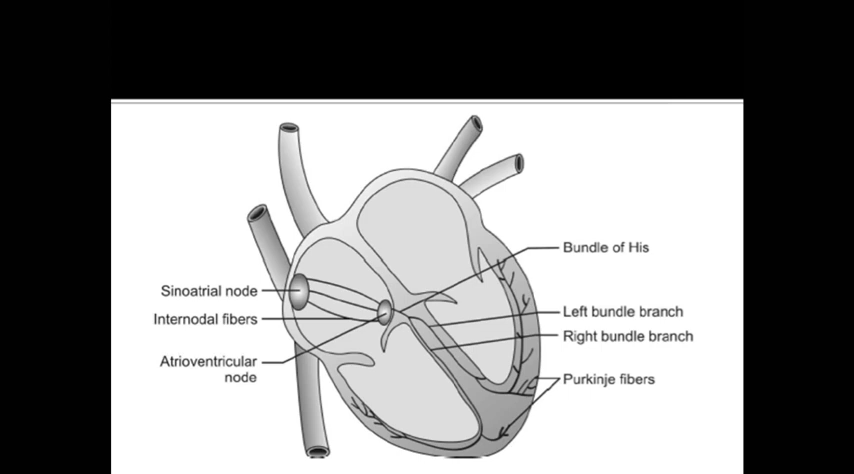 Sinoatrial node
Internodal fibers
Atrioventricular
node
Bundle of His
Left bundle branch
Right bundle branch
Purkinje fibers